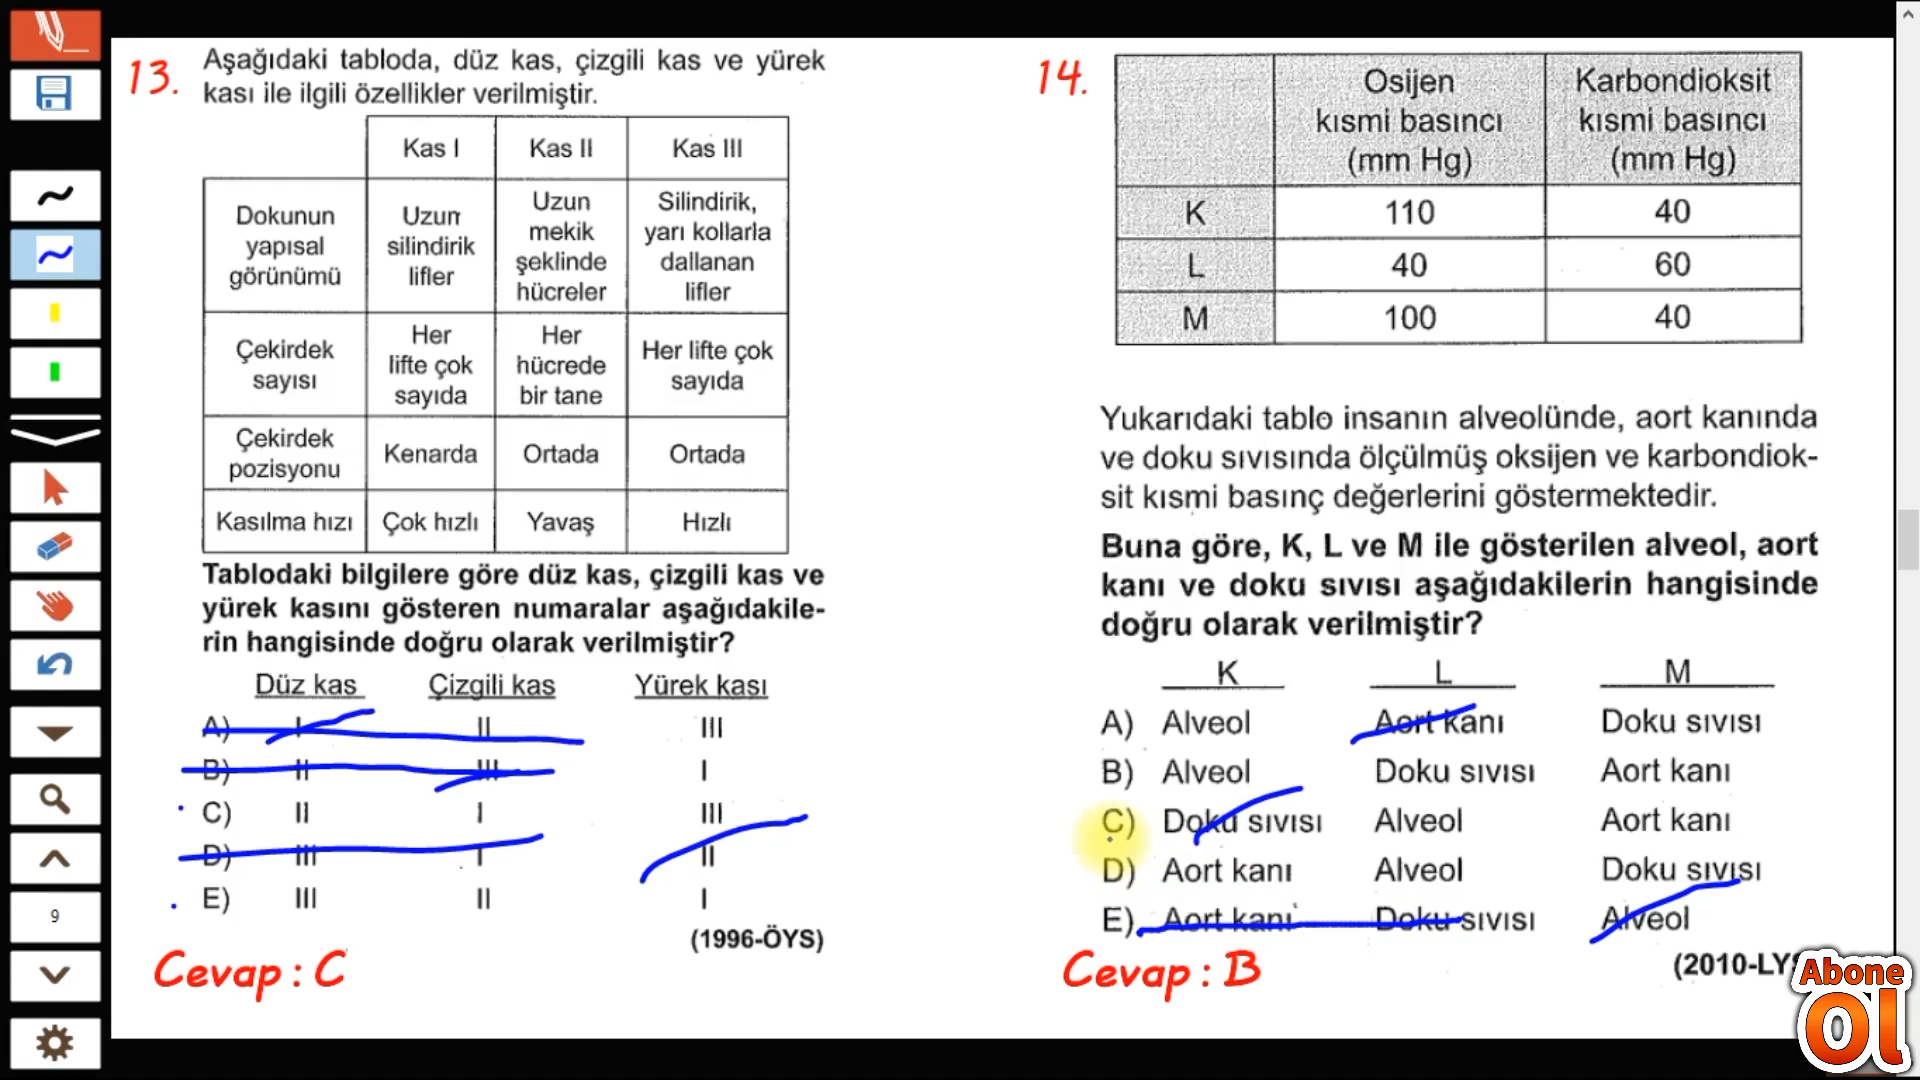 13.
Aşağıdaki tabloda, düz kas, çizgili kas ve yürek
kası ile ilgili özellikler verilmiştir.
Kas I Kas II Kas III
Dokunun yapısal görünümü
Uzun silindirik lifler
Uzun mekik şeklinde hücreler
Silindirik, yarı kollarla dallanan lifler
Çekirdek sayısı
Her lifte çok sayıda
Her hücrede bir tane
Her lifte çok sayıda
Çekirdek pozisyonu
Kenarda Ortada Ortada
Kasılma hızı Çok hızlı Yavaş Hızlı
Tablodaki bilgilere göre düz kas, çizgili kas ve
yürek kasını gösteren numaralar aşağıdakile-
rin hangisinde doğru olarak verilmiştir?
Düz kas Çizgili kas Yürek kası
A) I II III
B) II III I
C) II I III
D) III I II
E) III II I
(1996-ÖYS)
Cevap : C
14.
Osijen kısmi basıncı (mm Hg)
Karbondioksit kısmi basıncı (mm Hg)
K 110 40
L 40 60
M 100 40
Yukarıdaki tablo insanın alveolünde, aort kanında
ve doku sıvısında ölçülmüş oksijen ve karbondiok-
sit kısmi basınç değerlerini göstermektedir.
Buna göre, K, L ve M ile gösterilen alveol, aort
kanı ve doku sıvısı aşağıdakilerin hangisinde
doğru olarak verilmiştir?
K L M
A) Alveol Aort kanı Doku sıvısı
B) Alveol Doku sıvısı Aort kanı
C) Doku sıvısı Alveol Aort kanı
D) Aort kanı Alveol Doku sıvısı
E) Aort kanı Doku sıvısı Alveol
(2010-LYS
Cevap : B
9
Abone
Ol